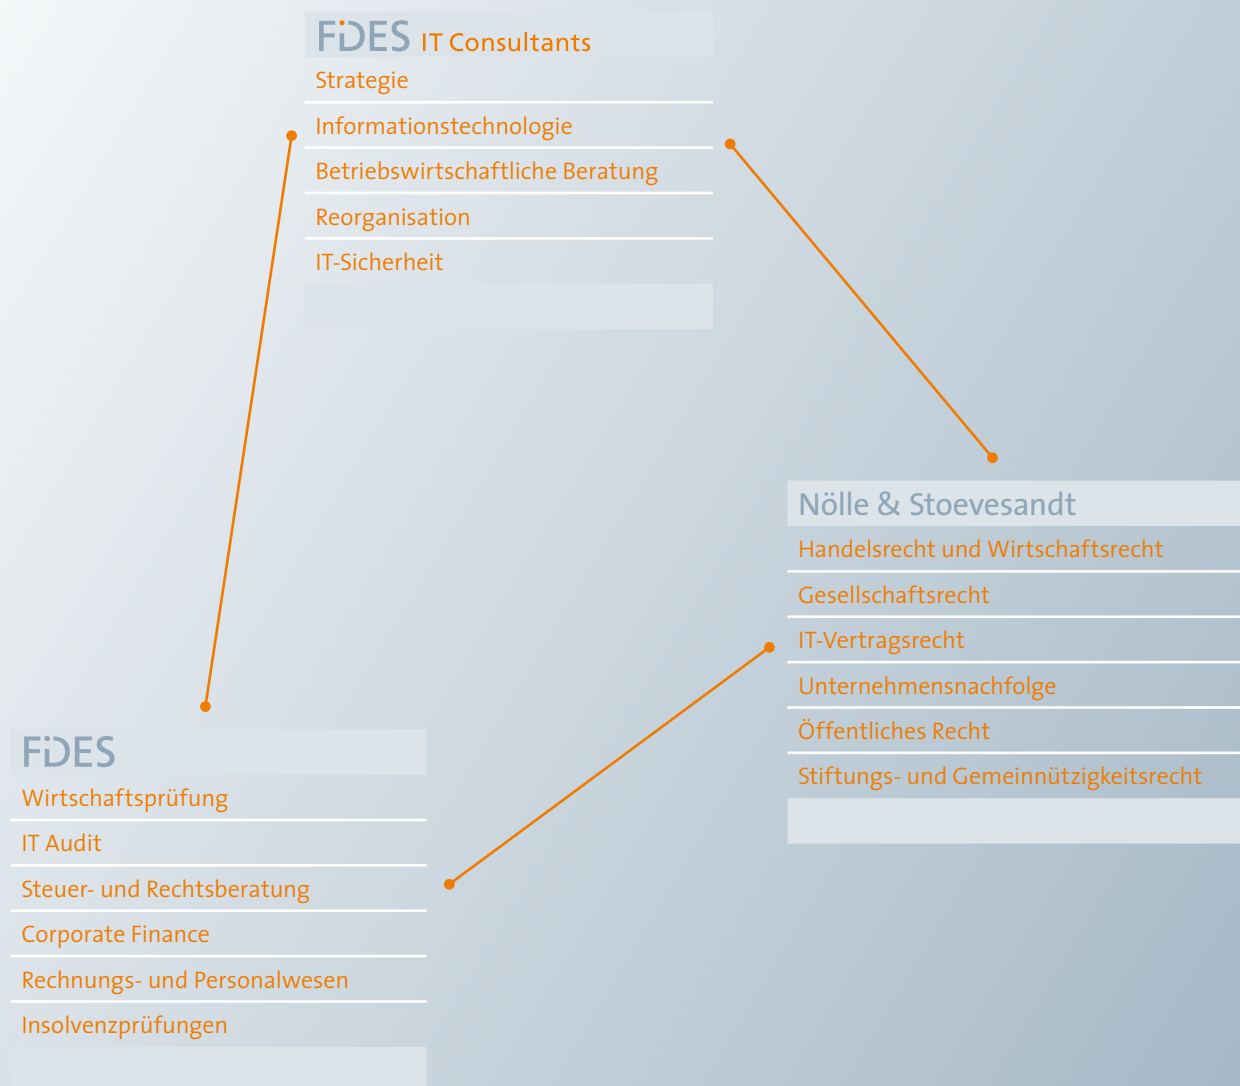 FIDES IT Consultants
Strategie
Informationstechnologie
Betriebswirtschaftliche Beratung
Reorganisation
IT-Sicherheit
Nölle & Stoevesandt
Handelsrecht und Wirtschaftsrecht
Gesellschaftsrecht
IT-Vertragsrecht
Unternehmensnachfolge
Öffentliches Recht
Stiftungs- und Gemeinnützigkeitsrecht
FIDES
Wirtschaftsprüfung
IT Audit
Steuer- und Rechtsberatung
Corporate Finance
Rechnungs- und Personalwesen
Insolvenzprüfungen